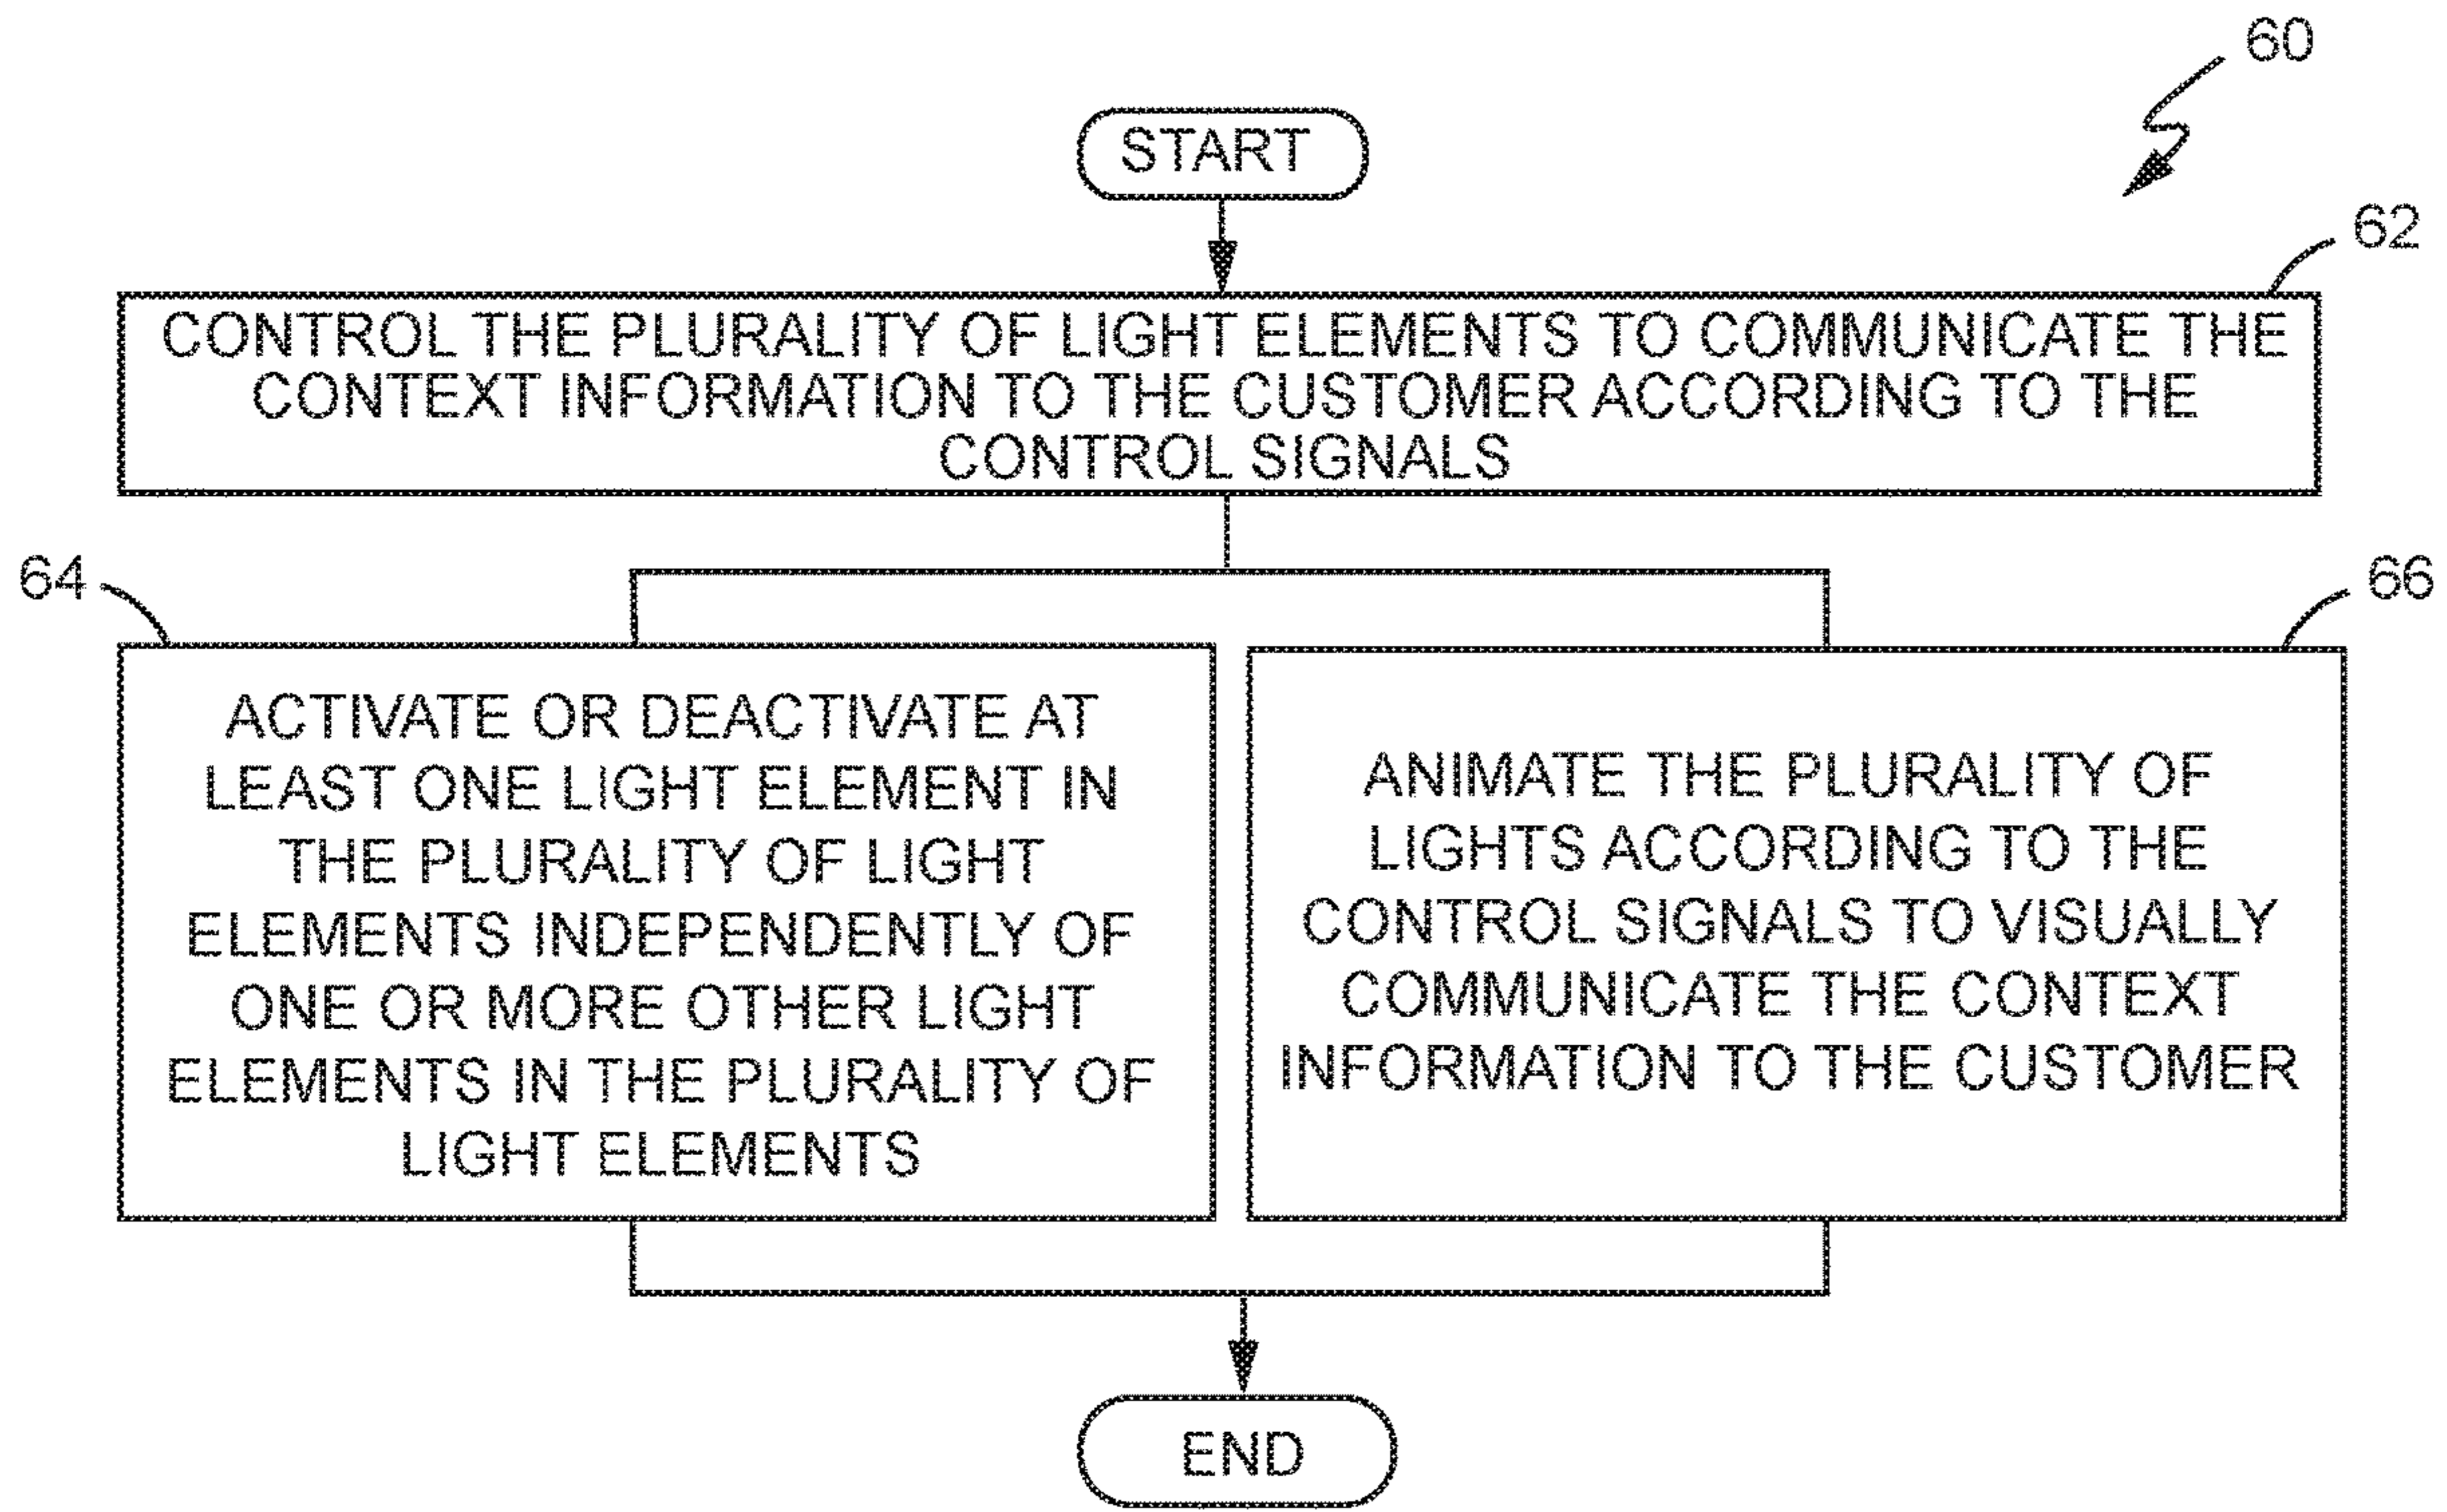 60
START
62
CONTROL THE PLURALITY OF LIGHT ELEMENTS TO COMMUNICATE THE
CONTEXT INFORMATION TO THE CUSTOMER ACCORDING TO THE
CONTROL SIGNALS
64
ACTIVATE OR DEACTIVATE AT
LEAST ONE LIGHT ELEMENT IN
THE PLURALITY OF LIGHT
ELEMENTS INDEPENDENTLY OF
ONE OR MORE OTHER LIGHT
ELEMENTS IN THE PLURALITY OF
LIGHT ELEMENTS
66
ANIMATE THE PLURALITY OF
LIGHTS ACCORDING TO THE
CONTROL SIGNALS TO VISUALLY
COMMUNICATE THE CONTEXT
INFORMATION TO THE CUSTOMER
END